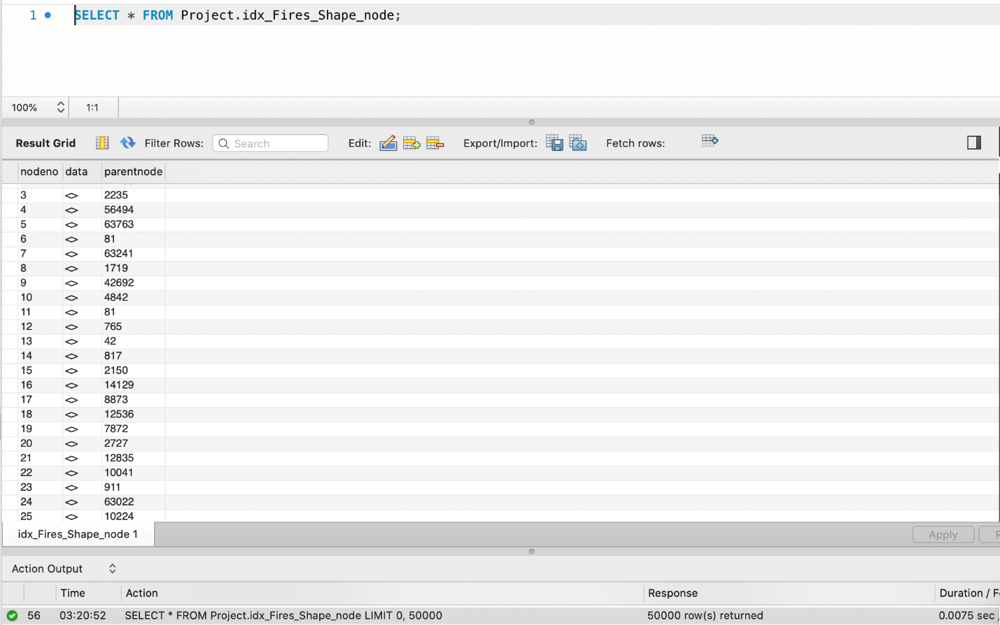 1 SELECT * FROM Project.idx_Fires_Shape_node;
100% 1:1
Result Grid Filter Rows: Search Edit: Export/Import: Fetch rows:
nodeno data parentnode
3 <> 2235
4 <> 56494
5 <> 63763
6 <> 81
7 <> 63241
8 <> 1719
9 <> 42692
10 <> 4842
11 <> 81
12 <> 765
13 <> 42
14 <> 817
15 <> 2150
16 <> 14129
17 <> 8873
18 <> 12536
19 <> 7872
20 <> 2727
21 <> 12835
22 <> 10041
23 <> 911
24 <> 63022
25 <> 10224
idx_Fires_Shape_node 1 Apply
Action Output
Time Action Response Duration / F
56 03:20:52 SELECT * FROM Project.idx_Fires_Shape_node LIMIT 0, 50000 50000 row(s) returned 0.0075 sec